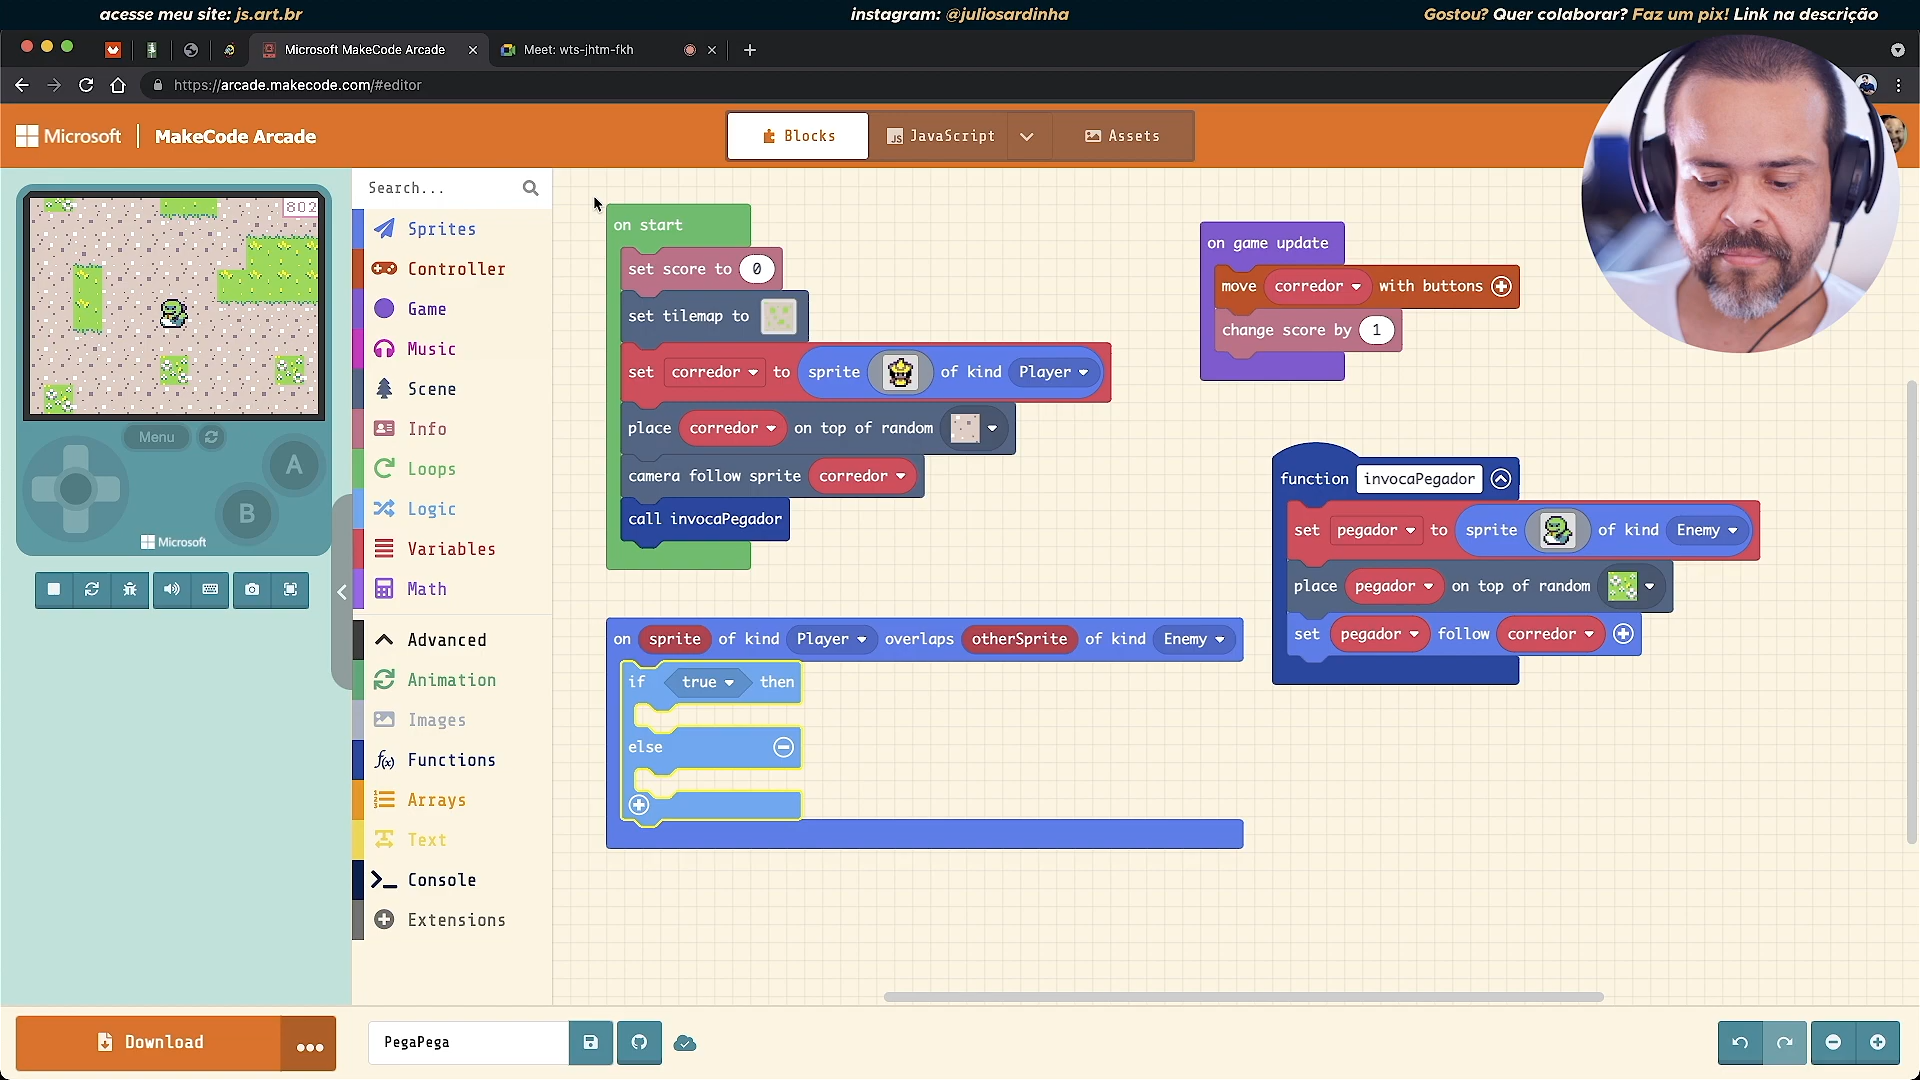 acesse meu site: js.art.br
instagram: @juliosardinha
Gostou? Quer colaborar? Faz um pix! Link na descrição
Microsoft MakeCode Arcade
Meet: wts-jhtm-fkh
https://arcade.makecode.com/#editor
Microsoft
MakeCode Arcade
Blocks
JS JavaScript
Assets
802
Menu
A
B
Microsoft
Search...
Sprites
Controller
Game
Music
Scene
Info
Loops
Logic
Variables
Math
Advanced
Animation
Images
f(x) Functions
Arrays
Text
Console
Extensions
on start
set score to 0
set tilemap to
set corredor to sprite of kind Player
place corredor on top of random
camera follow sprite corredor
call invocaPegador
on sprite of kind Player overlaps otherSprite of kind Enemy
if true then
else
on game update
move corredor with buttons
change score by 1
function invocaPegador
set pegador to sprite of kind Enemy
place pegador on top of random
set pegador follow corredor
Download
PegaPega